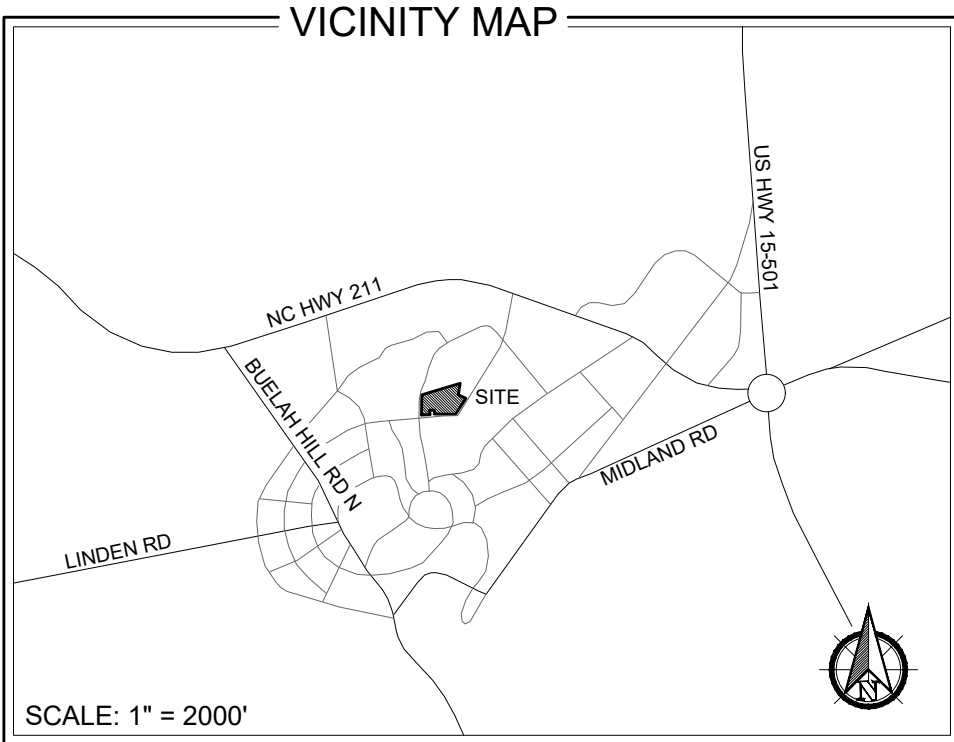 VICINITY MAP
US HWY 15-501
NC HWY 211
BUELAH HILL RD N
SITE
MIDLAND RD
LINDEN RD
N
SCALE: 1" = 2000'